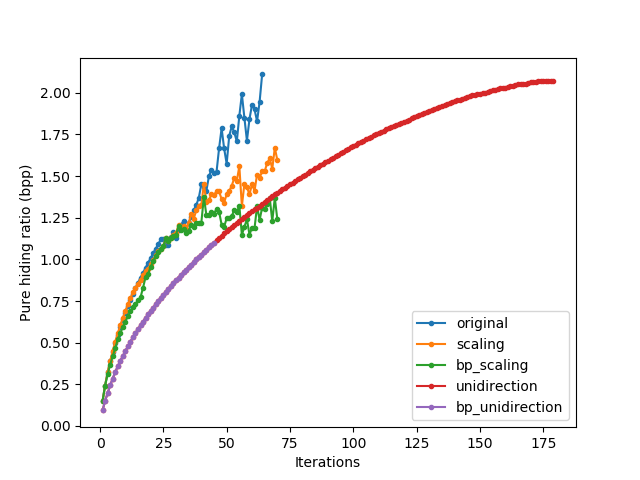 Pure hiding ratio (bpp)
2.00
1.75
1.50
1.25
1.00
0.75
0.50
0.25
0.00
original
scaling
bp_scaling
unidirection
bp_unidirection
0 25 50 75 100 125 150 175
Iterations